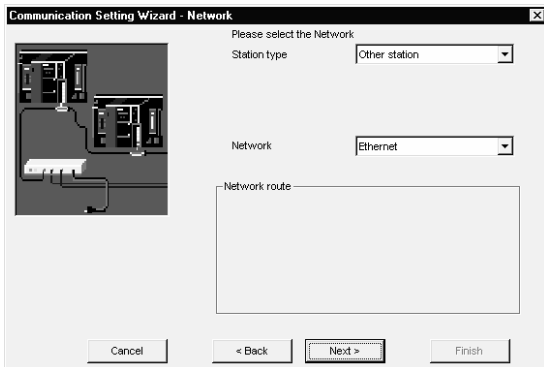 Communication Setting Wizard - Network
Please select the Network
Station type
Other station
Network
Ethernet
Network route
Cancel
< Back
Next >
Finish